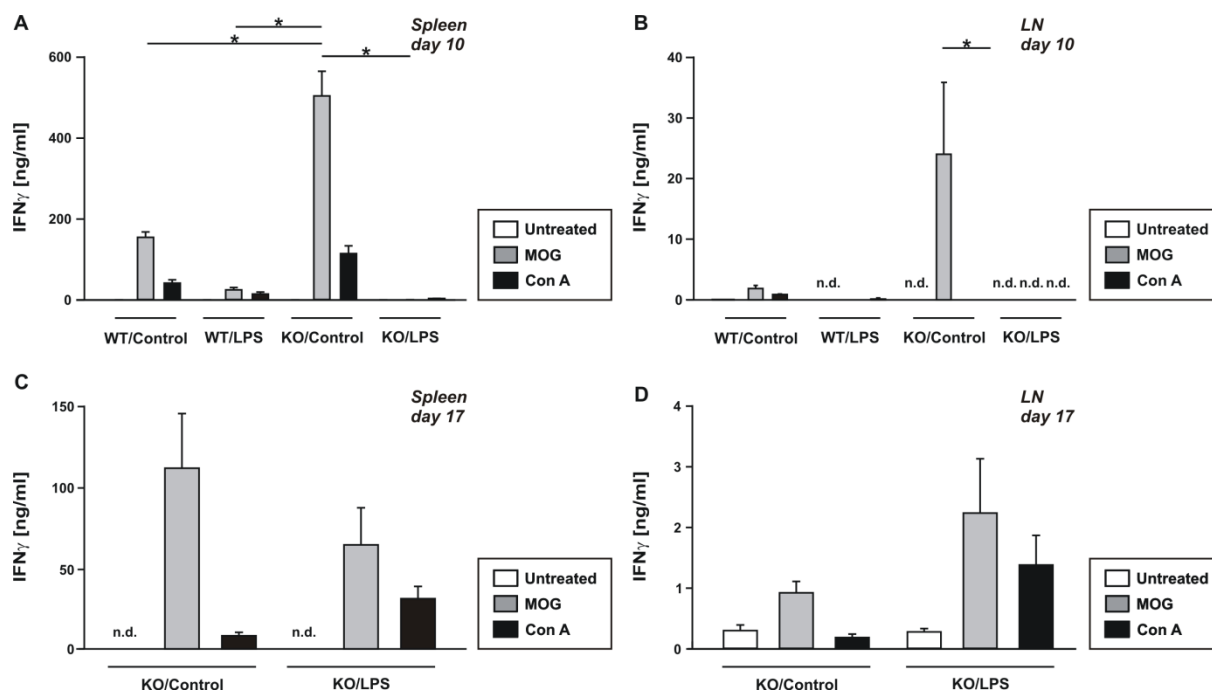 A
Spleen
day 10
*
*
*
IFNγ [ng/ml]
600
400
200
0
WT/Control WT/LPS KO/Control KO/LPS
Untreated
MOG
Con A
B
LN
day 10
*
IFNγ [ng/ml]
40
30
20
10
0
n.d. n.d. n.d. n.d. n.d.
WT/Control WT/LPS KO/Control KO/LPS
Untreated
MOG
Con A
C
Spleen
day 17
IFNγ [ng/ml]
150
100
50
0
n.d. n.d.
KO/Control KO/LPS
Untreated
MOG
Con A
D
LN
day 17
IFNγ [ng/ml]
4
3
2
1
0
KO/Control KO/LPS
Untreated
MOG
Con A